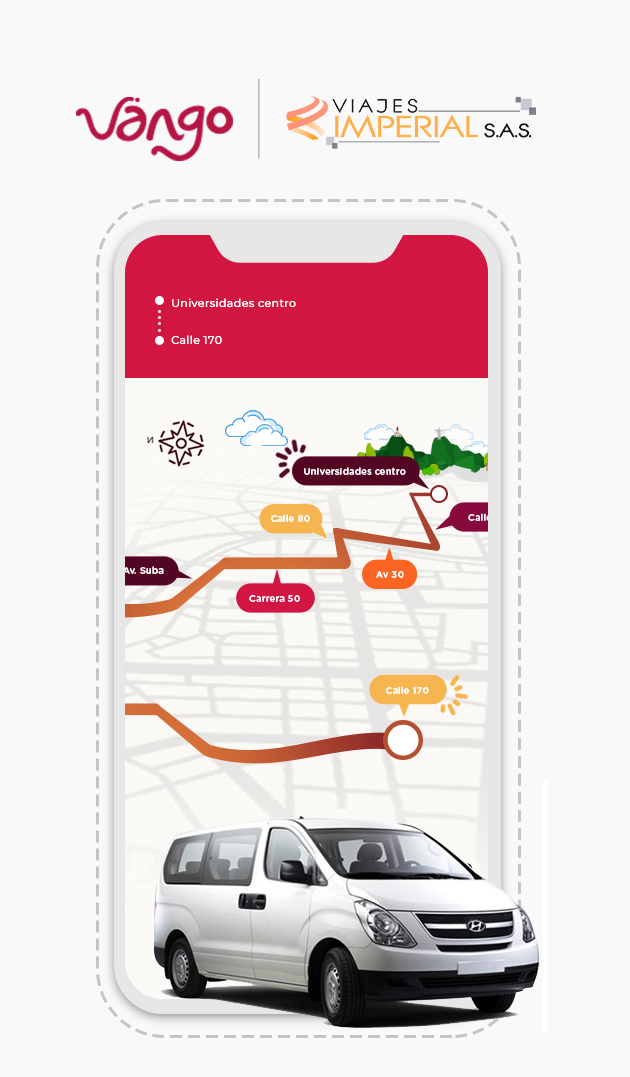 vango
VIAJES
IMPERIAL S.A.S.
Universidades centro
Calle 170
N
Universidades centro
Calle 80
Calle
Av. Suba
Av 30
Carrera 50
Calle 170